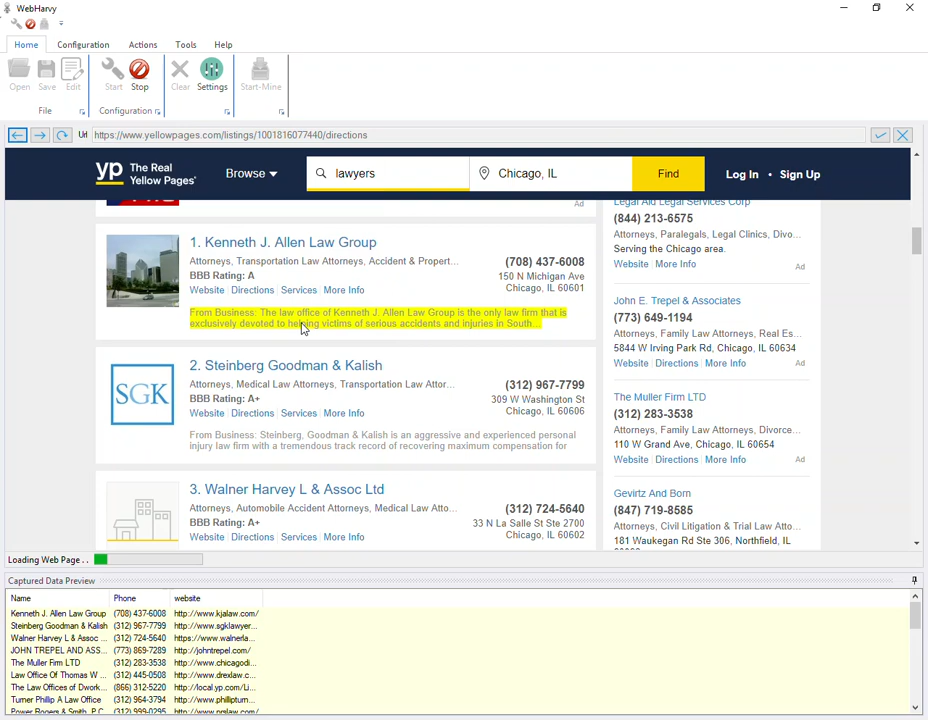 WebHarvy
Home Configuration Actions Tools Help
Open Save Edit Start Stop Clear Settings Start-Mine
File Configuration
Url https://www.yellowpages.com/listings/1001816077440/directions
yp The Real Yellow Pages®
Browse lawyers Chicago, IL Find Log In • Sign Up
Ad
1. Kenneth J. Allen Law Group
Attorneys, Transportation Law Attorneys, Accident & Propert...
(708) 437-6008
BBB Rating: A
150 N Michigan Ave
Chicago, IL 60601
Website Directions Services More Info
From Business: The law office of Kenneth J. Allen Law Group is the only law firm that is
exclusively devoted to helping victims of serious accidents and injuries in South...
2. Steinberg Goodman & Kalish
Attorneys, Medical Law Attorneys, Transportation Law Attor...
(312) 967-7799
BBB Rating: A+
309 W Washington St
Chicago, IL 60606
Website Directions Services More Info
SGK
From Business: Steinberg, Goodman & Kalish is an aggressive and experienced personal
injury law firm with a tremendous track record of recovering maximum compensation for
3. Walner Harvey L & Assoc Ltd
Attorneys, Automobile Accident Attorneys, Medical Law Atto...
(312) 724-5640
BBB Rating: A+
33 N La Salle St Ste 2700
Chicago, IL 60602
Website Directions Services More Info
Legal Aid Legal Services Corp
(844) 213-6575
Attorneys, Paralegals, Legal Clinics, Divo...
Serving the Chicago area.
Website More Info
Ad
John E. Trepel & Associates
(773) 649-1194
Attorneys, Family Law Attorneys, Real Es...
5844 W Irving Park Rd, Chicago, IL 60634
Website Directions More Info
Ad
The Muller Firm LTD
(312) 283-3538
Attorneys, Family Law Attorneys, Divorce...
110 W Grand Ave, Chicago, IL 60654
Website Directions More Info
Ad
Gevirtz And Born
(847) 719-8585
Attorneys, Civil Litigation & Trial Law Atto...
181 Waukegan Rd Ste 306, Northfield, IL
Loading Web Page . .
Captured Data Preview
Name Phone website
Kenneth J. Allen Law Group (708) 437-6008 http://www.kjalaw.com/
Steinberg Goodman & Kalish (312) 967-7799 http://www.sgklawyer...
Walner Harvey L & Assoc ... (312) 724-5640 https://www.walnerla...
JOHN TREPEL AND ASS... (773) 869-7289 http://johntrepel.com/
The Muller Firm LTD (312) 283-3538 http://www.chicagodi...
Law Office Of Thomas W ... (312) 445-0508 http://www.drexlaw.c...
The Law Offices of Dwork... (866) 312-5220 http://local.yp.com/Li...
Turner Phillip A Law Office (312) 964-3794 http://www.philliptum...
Power Rogers & Smith, P.C. (312) 999-0295 http://www.prslaw.com/